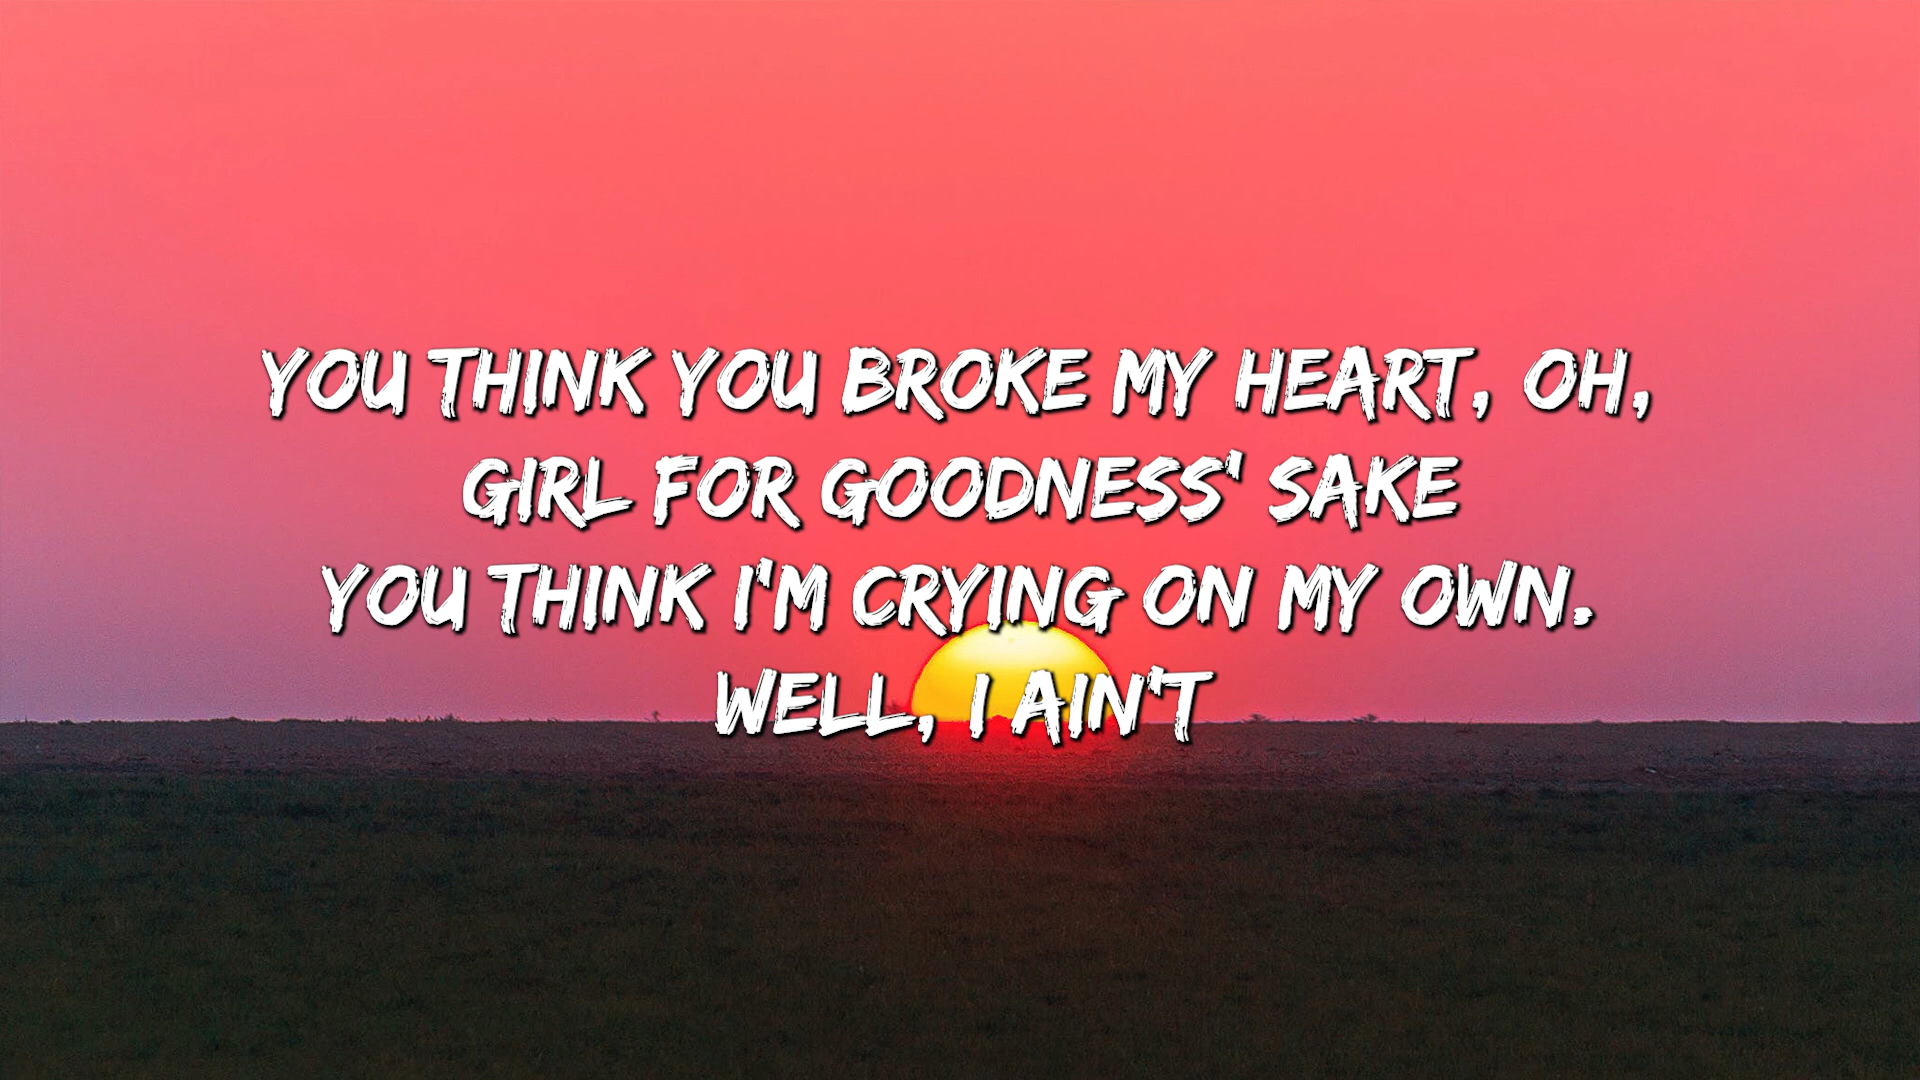 YOU THINK YOU BROKE MY HEART, OH,
GIRL FOR GOODNESS' SAKE
YOU THINK I'M CRYING ON MY OWN.
WELL, I AIN'T